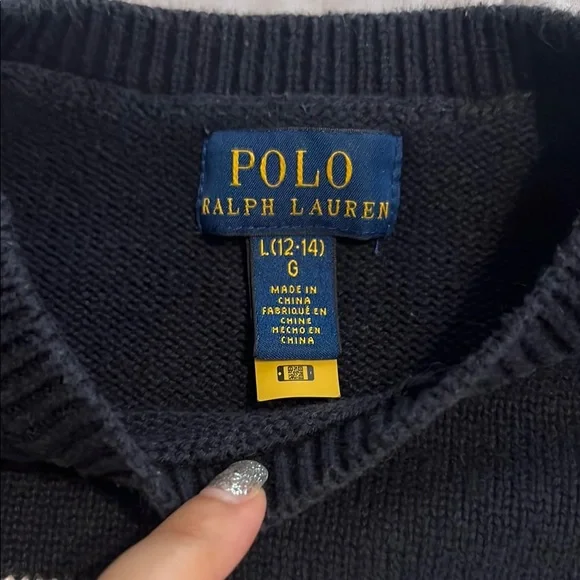 POLO
RALPH LAUREN
L(12-14)
G
MADE IN
CHINA
FABRIQUÉ EN
CHINE
HECHO EN
CHINA